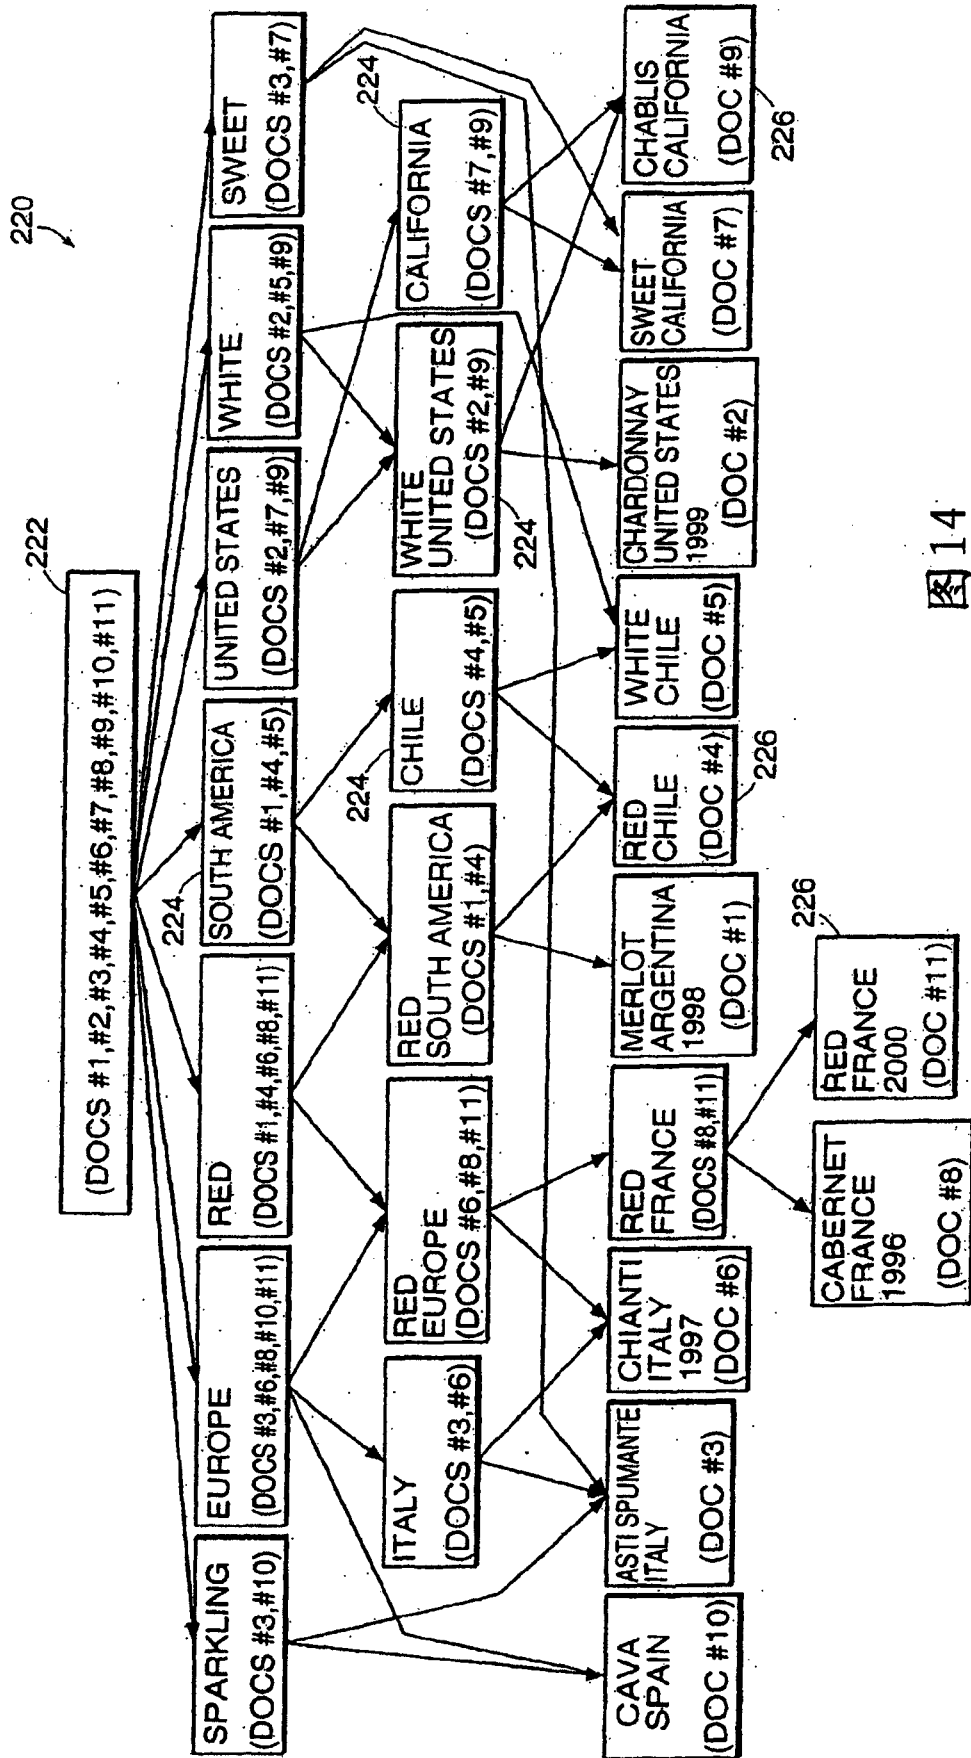 220
222
(DOCS #1,#2,#3,#4,#5,#6,#7,#8,#9,#10,#11)
SPARKLING
(DOCS #3,#10)
EUROPE
(DOCS #3,#6,#8,#10,#11)
RED
(DOCS #1,#4,#6,#8,#11)
224
SOUTH AMERICA
(DOCS #1,#4,#5)
UNITED STATES
(DOCS #2,#7,#9)
WHITE
(DOCS #2,#5,#9)
SWEET
(DOCS #3,#7)
ITALY
(DOCS #3,#6)
RED
EUROPE
(DOCS #6,#8,#11)
RED
SOUTH AMERICA
(DOCS #1,#4)
224
CHILE
(DOCS #4,#5)
WHITE
UNITED STATES
(DOCS #2,#9)
224
CALIFORNIA
(DOCS #7,#9)
224
CAVA
SPAIN
(DOC #10)
ASTI SPUMANTE
ITALY
(DOC #3)
CHIANTI
ITALY
1997
(DOC #6)
RED
FRANCE
(DOCS #8,#11)
MERLOT
ARGENTINA
1998
(DOC #1)
RED
CHILE
(DOC #4)
226
WHITE
CHILE
(DOC #5)
CHARDONNAY
UNITED STATES
1999
(DOC #2)
SWEET
CALIFORNIA
(DOC #7)
CHABLIS
CALIFORNIA
(DOC #9)
226
CABERNET
FRANCE
1996
(DOC #8)
RED
FRANCE
2000
(DOC #11)
226
图 14